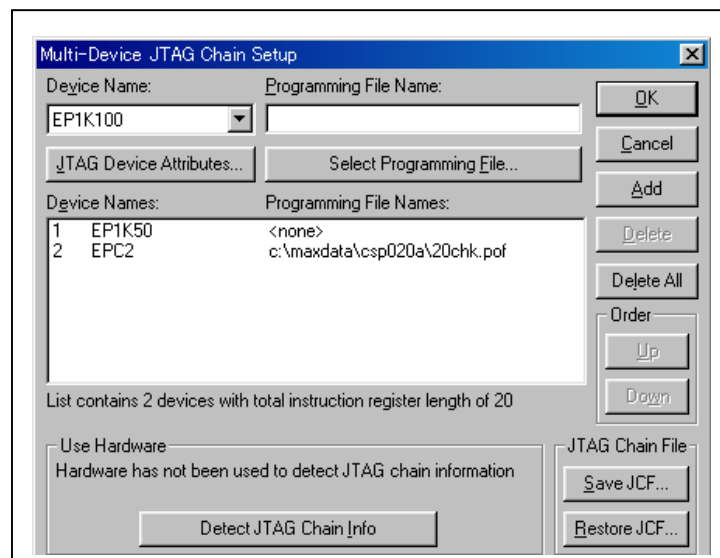 Multi-Device JTAG Chain Setup
Device Name:
Programming File Name:
EP1K100
OK
Cancel
JTAG Device Attributes...
Select Programming File...
Add
Device Names:
Programming File Names:
1 EP1K50 <none>
2 EPC2 c:\maxdata\csp020a\20chk.pof
Delete
Delete All
Order
Up
Down
List contains 2 devices with total instruction register length of 20
Use Hardware
Hardware has not been used to detect JTAG chain information
Detect JTAG Chain Info
JTAG Chain File
Save JCF...
Restore JCF...